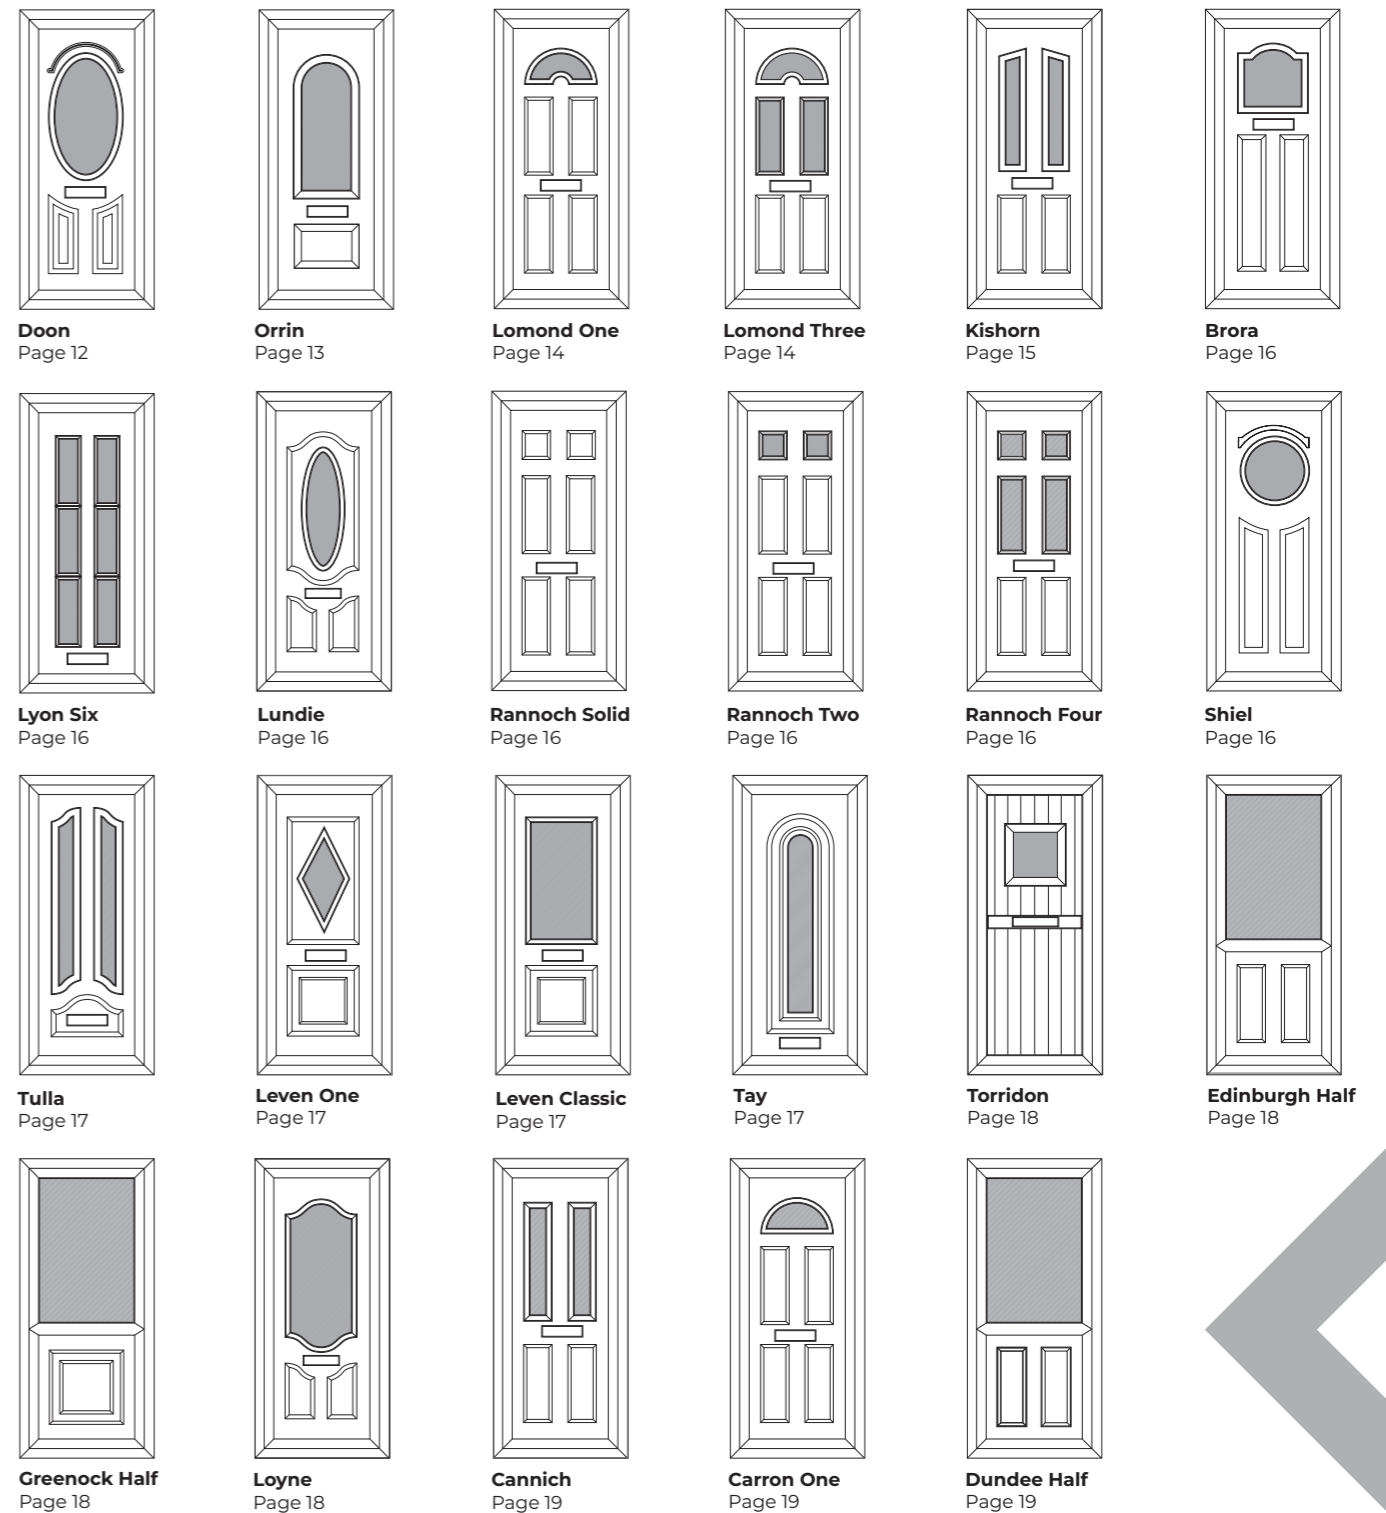 Doon
Page 12
Orrin
Page 13
Lomond One
Page 14
Lomond Three
Page 14
Kishorn
Page 15
Brora
Page 16
Lyon Six
Page 16
Lundie
Page 16
Rannoch Solid
Page 16
Rannoch Two
Page 16
Rannoch Four
Page 16
Shiel
Page 16
Tulla
Page 17
Leven One
Page 17
Leven Classic
Page 17
Tay
Page 17
Torridon
Page 18
Edinburgh Half
Page 18
Greenock Half
Page 18
Loyne
Page 18
Cannich
Page 19
Carron One
Page 19
Dundee Half
Page 19